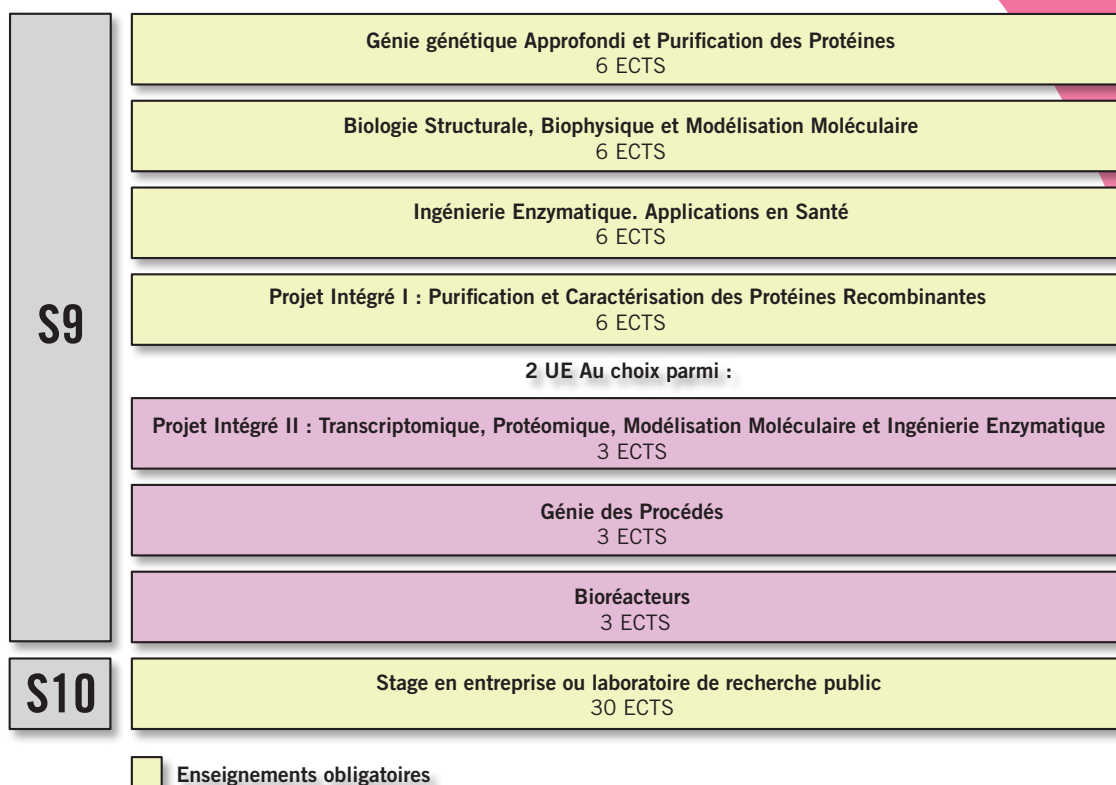 S9
Génie génétique Approfondi et Purification des Protéines
6 ECTS
Biologie Structurale, Biophysique et Modélisation Moléculaire
6 ECTS
Ingénierie Enzymatique. Applications en Santé
6 ECTS
Projet Intégré I : Purification et Caractérisation des Protéines Recombinantes
6 ECTS
2 UE Au choix parmi :
Projet Intégré II : Transcriptomique, Protéomique, Modélisation Moléculaire et Ingénierie Enzymatique
3 ECTS
Génie des Procédés
3 ECTS
Bioréacteurs
3 ECTS
S10
Stage en entreprise ou laboratoire de recherche public
30 ECTS
Enseignements obligatoires